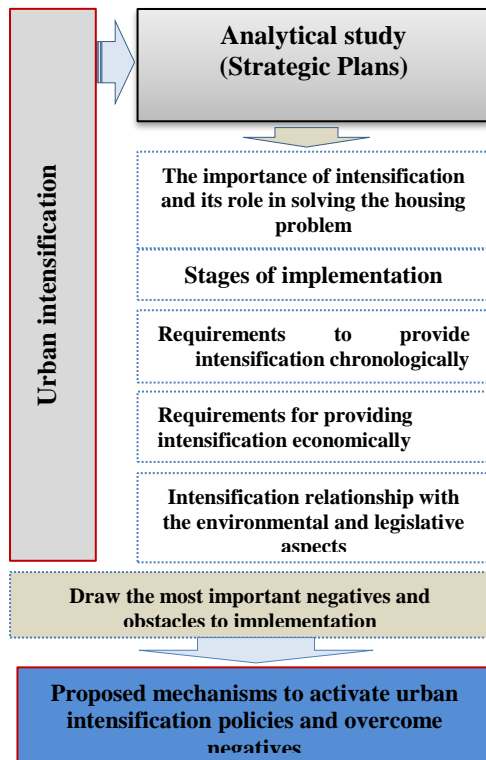 Urban intensification
Analytical study
(Strategic Plans)
The importance of intensification
and its role in solving the housing
problem
Stages of implementation
Requirements to provide
intensification chronologically
Requirements for providing
intensification economically
Intensification relationship with
the environmental and legislative
aspects
Draw the most important negatives and
obstacles to implementation
Proposed mechanisms to activate urban
intensification policies and overcome
negatives